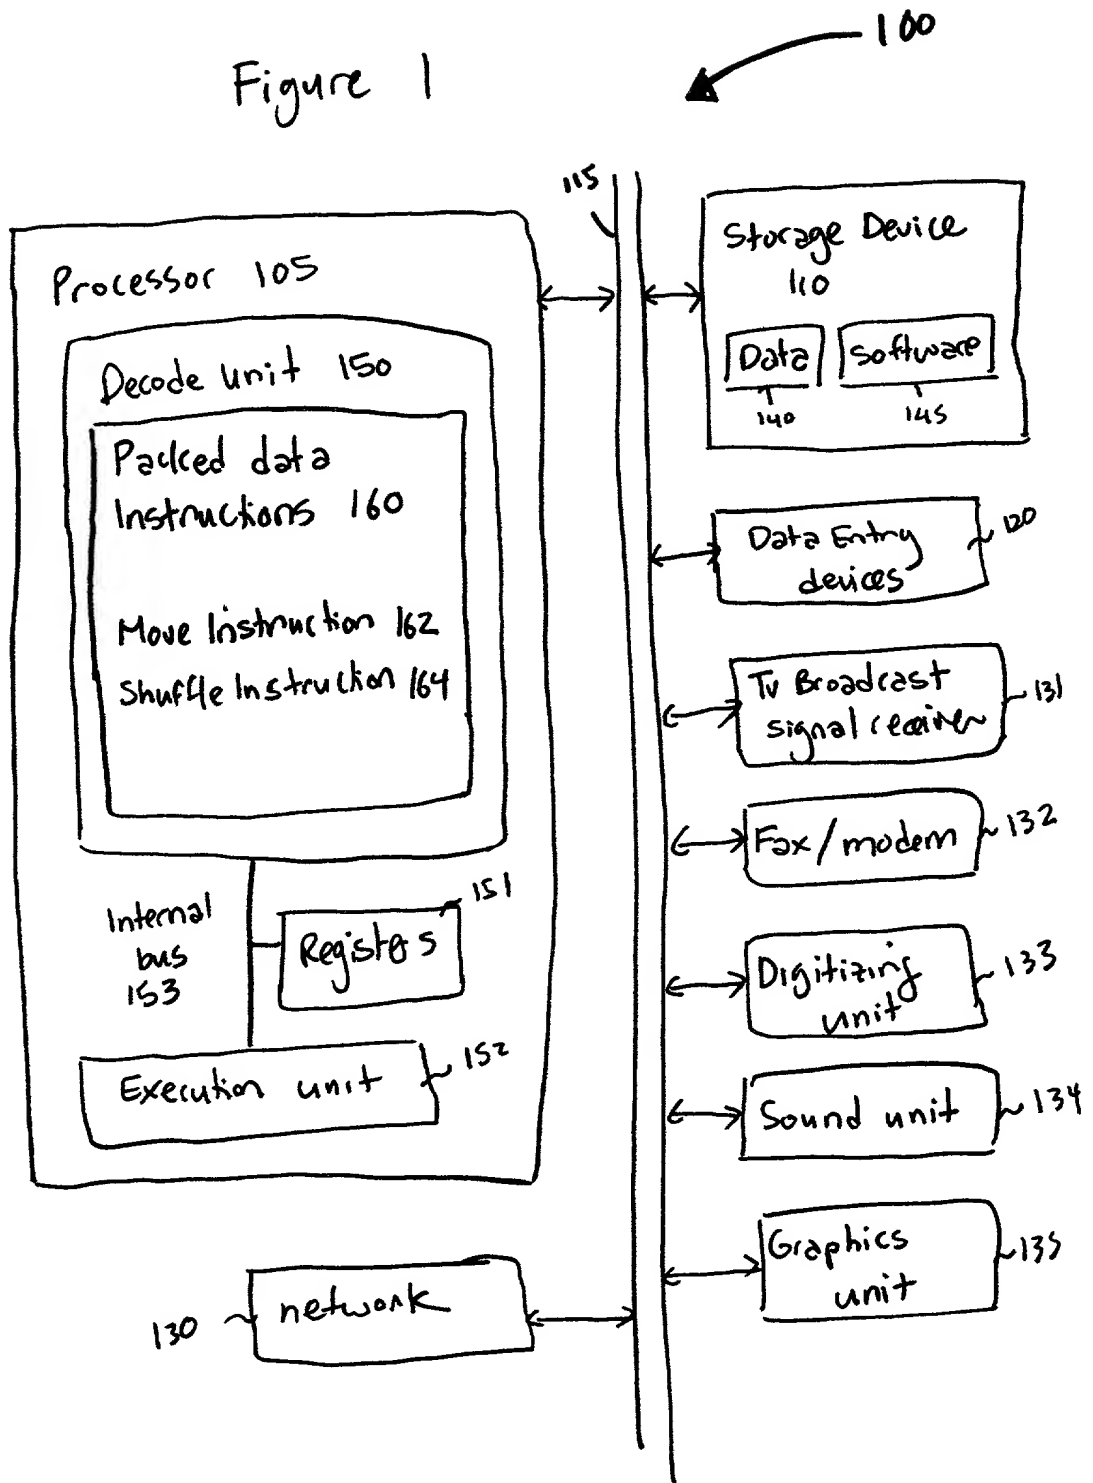 Figure 1
100
115
Processor 105
Decode unit 150
Packed data
Instructions 160
Move Instruction 162
Shuffle Instruction 164
Internal
bus
153
Registers
151
Execution unit
152
130
network
Storage Device
110
Data
Software
140
145
Data Entry
devices
120
Tv Broadcast
signal receiver
131
Fax/modem
132
Digitizing
unit
133
Sound unit
134
Graphics
unit
135